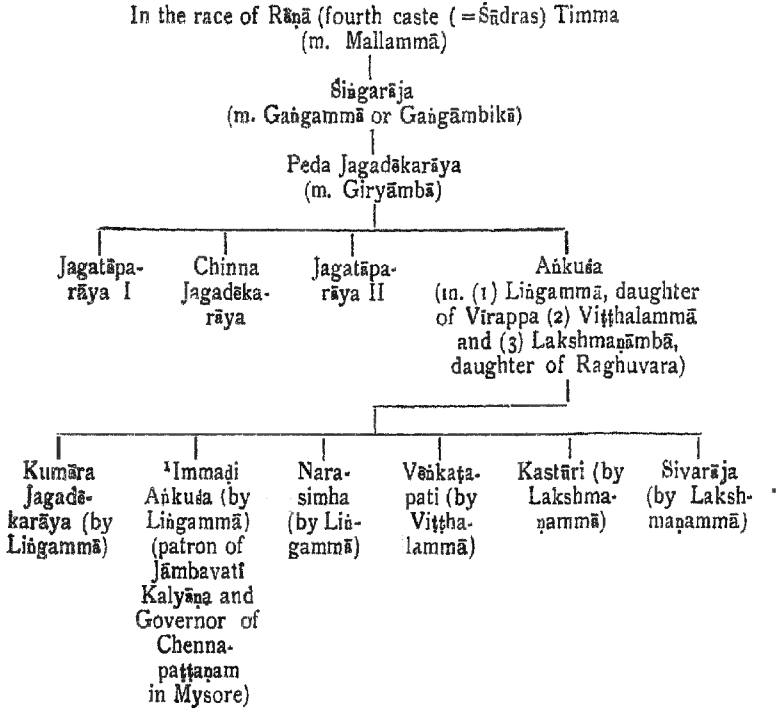 In the race of Rāṇā (fourth caste (=Śūdras) Timma
(m. Mallammā)
Śiṅgarāja
(m. Gaṅgammā or Gaṅgāmbikā)
Peda Jagadēkarāya
(m. Giryāmbā)
Jagatāpa-
rāya I
Chinna
Jagadēka-
rāya
Jagatāpa-
rāya II
Aṅkuśa
(m. (1) Liṅgammā, daughter
of Vīrappa (2) Viṭṭhalammā
and (3) Lakshmaṇāmbā,
daughter of Raghuvara)
Kumāra
Jagadē-
karāya (by
Liṅgammā)
¹Immaḍi
Aṅkuśa (by
Liṅgammā)
(patron of
Jāmbavatī
Kalyāṇa and
Governor of
Chenna-
paṭṭaṇam
in Mysore)
Nara-
simha
(by Liṅ-
gammā)
Vēṅkaṭa-
pati (by
Viṭṭha-
lammā)
Kastūri (by
Lakshma-
ṇammā)
Sivarāja
(by Laksh-
maṇammā)